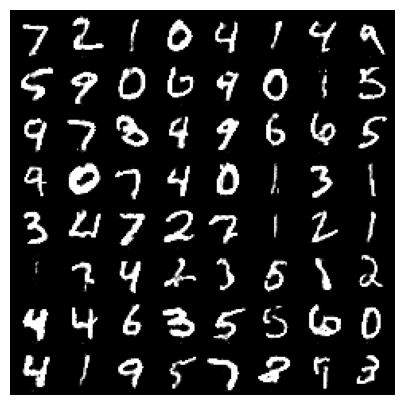 7 2 1 0 4 1 4 9
5 9 0 6 9 0 1 5
9 7 3 4 9 6 6 5
4 0 7 4 0 1 3 1
3 4 7 2 7 1 2 1
1 7 4 2 3 5 1 2
4 4 6 3 5 5 6 0
4 1 9 5 7 8 9 3